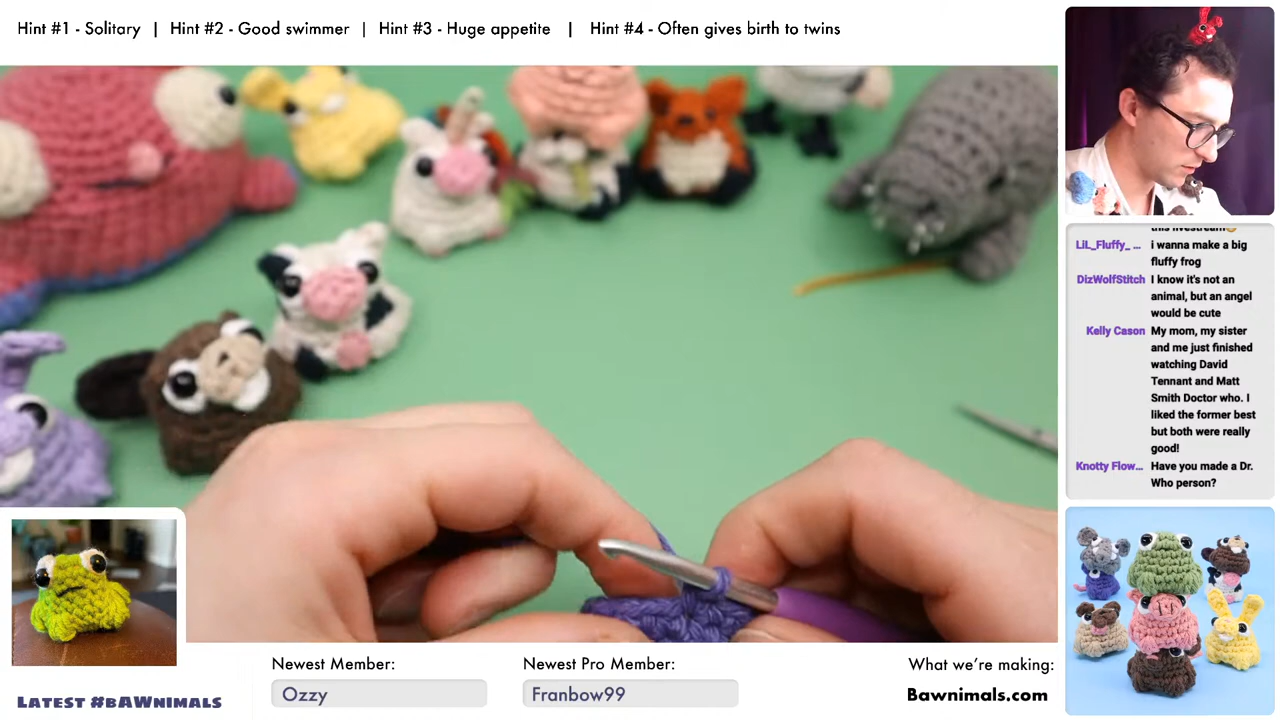 Hint #1 - Solitary | Hint #2 - Good swimmer | Hint #3 - Huge appetite | Hint #4 - Often gives birth to twins
this livestream
LiL_Fluffy_ ... i wanna make a big
fluffy frog
DizWolfStitch I know it's not an
animal, but an angel
would be cute
Kelly Cason My mom, my sister
and me just finished
watching David
Tennant and Matt
Smith Doctor who. I
liked the former best
but both were really
good!
Knotty Flow... Have you made a Dr.
Who person?
Newest Member:
Ozzy
Newest Pro Member:
Franbow99
What we're making:
Bawnimals.com
Latest #bAWnimals